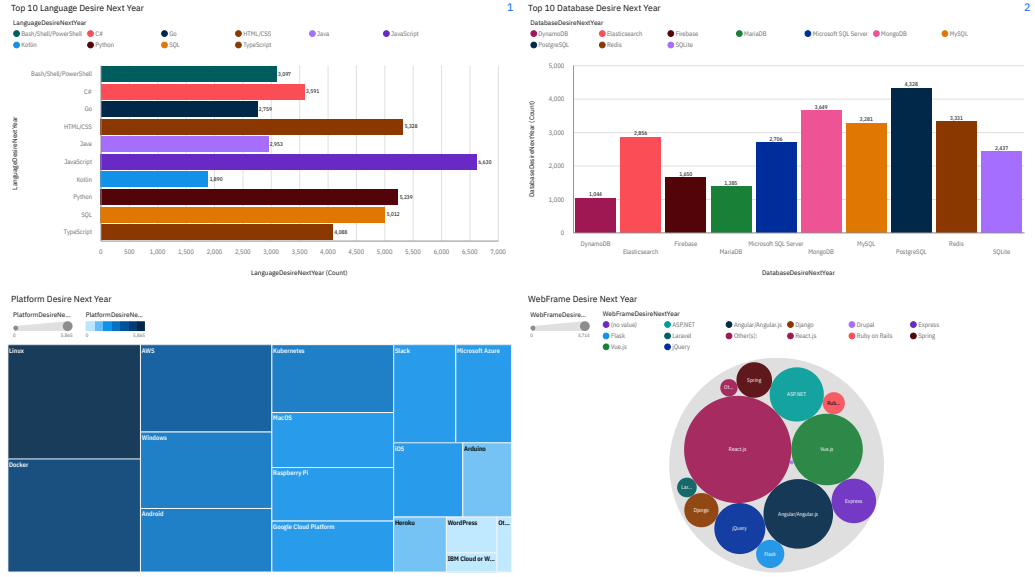 Top 10 Language Desire Next Year
1
LanguageDesireNextYear
Bash/Shell/PowerShell C# Go HTML/CSS Java JavaScript
Kotlin Python SQL TypeScript
LanguageDesireNextYear
Bash/Shell/PowerShell 3,097
C# 3,591
Go 2,759
HTML/CSS 5,328
Java 2,953
JavaScript 6,630
Kotlin 1,890
Python 5,239
SQL 5,012
TypeScript 4,088
0 500 1,000 1,500 2,000 2,500 3,000 3,500 4,000 4,500 5,000 5,500 6,000 6,500 7,000
LanguageDesireNextYear (Count)
Top 10 Database Desire Next Year
2
DatabaseDesireNextYear
DynamoDB Elasticsearch Firebase MariaDB Microsoft SQL Server MongoDB MySQL
PostgreSQL Redis SQLite
DatabaseDesireNextYear (Count)
5,000
4,000
3,000
2,000
1,000
0
1,044 2,856 1,650 1,385 2,706 3,649 3,281 4,328 3,331 2,437
DynamoDB Firebase Microsoft SQL Server MySQL Redis
Elasticsearch MariaDB MongoDB PostgreSQL SQLite
DatabaseDesireNextYear
Platform Desire Next Year
PlatformDesireNe... PlatformDesireNe...
0 5,865 0 5,865
Linux
Docker
AWS
Windows
Android
Kubernetes
MacOS
Raspberry Pi
Google Cloud Platform
Slack
Microsoft Azure
iOS
Arduino
Heroku
WordPress
Ot...
IBM Cloud or W...
WebFrame Desire Next Year
WebFrameDesire... WebFrameDesireNextYear
0 4,714
(no value) ASP.NET Angular/Angular.js Django Drupal Express
Flask Laravel Other(s): React.js Ruby on Rails Spring
Vue.js jQuery
Spring
Ot...
ASP.NET
Rub...
React.js
Vue.js
Lar...
Django
jQuery
Angular/Angular.js
Express
Flask